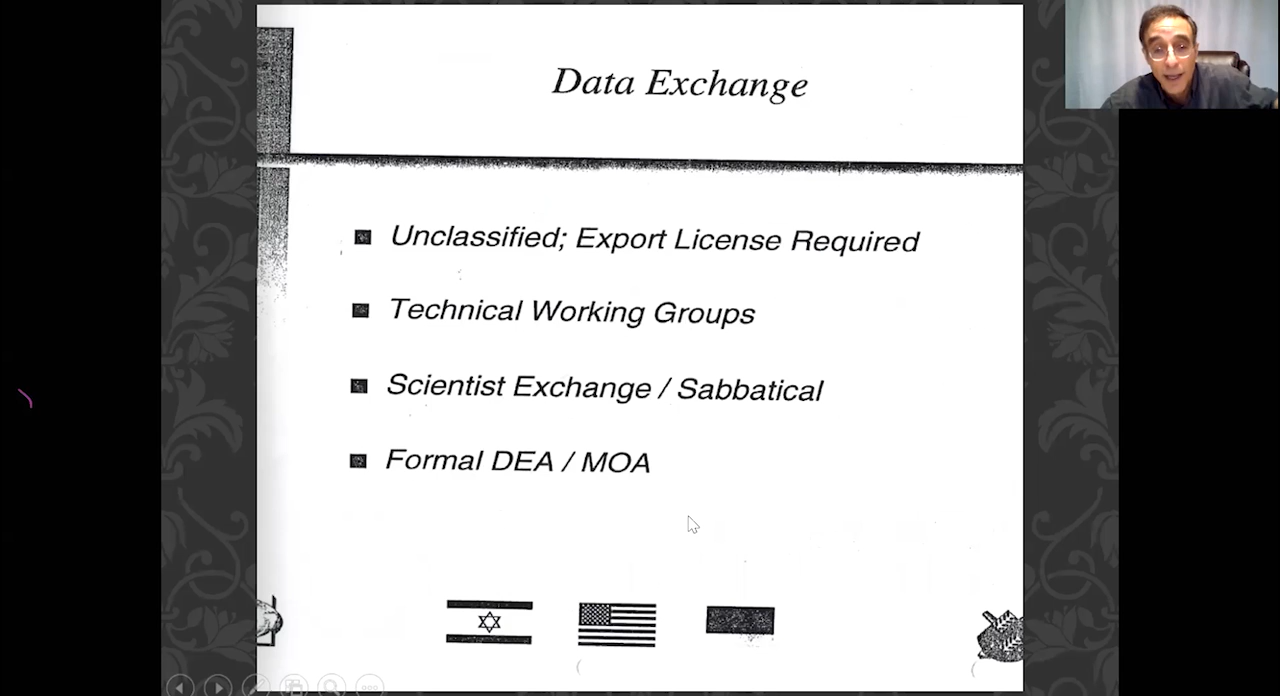 Data Exchange
Unclassified; Export License Required
Technical Working Groups
Scientist Exchange / Sabbatical
Formal DEA / MOA